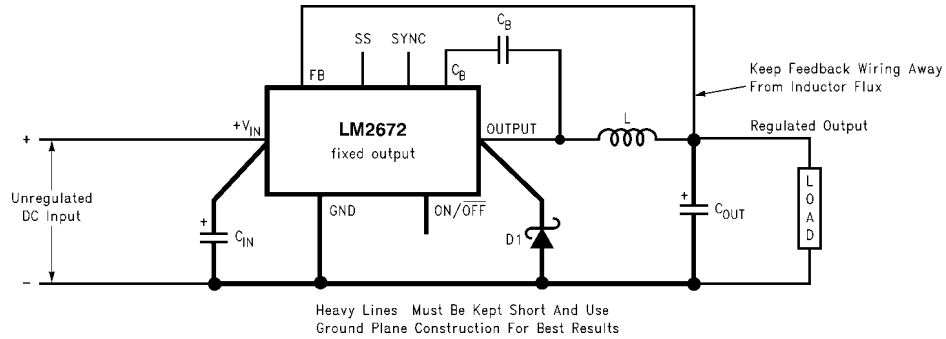 C_B
SS SYNC
FB C_B
Keep Feedback Wiring Away
From Inductor Flux
+V_IN LM2672 OUTPUT L Regulated Output
fixed output
+
Unregulated
DC Input
GND ON/O̅F̅F̅
+ C_IN
D1
+ C_OUT
LOAD
−
Heavy Lines Must Be Kept Short And Use
Ground Plane Construction For Best Results